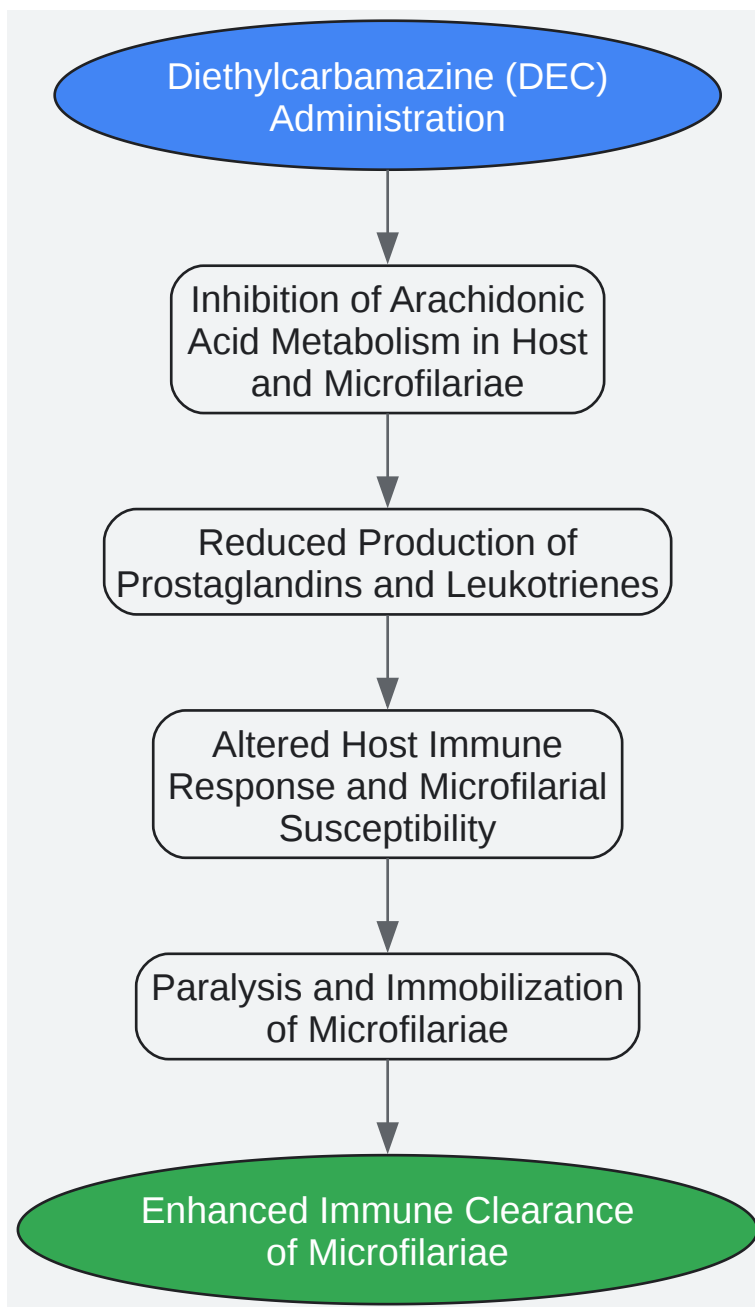 Diethylcarbamazine (DEC)
Administration
Inhibition of Arachidonic
Acid Metabolism in Host
and Microfilariae
Reduced Production of
Prostaglandins and Leukotrienes
Altered Host Immune
Response and Microfilarial
Susceptibility
Paralysis and Immobilization
of Microfilariae
Enhanced Immune Clearance
of Microfilariae